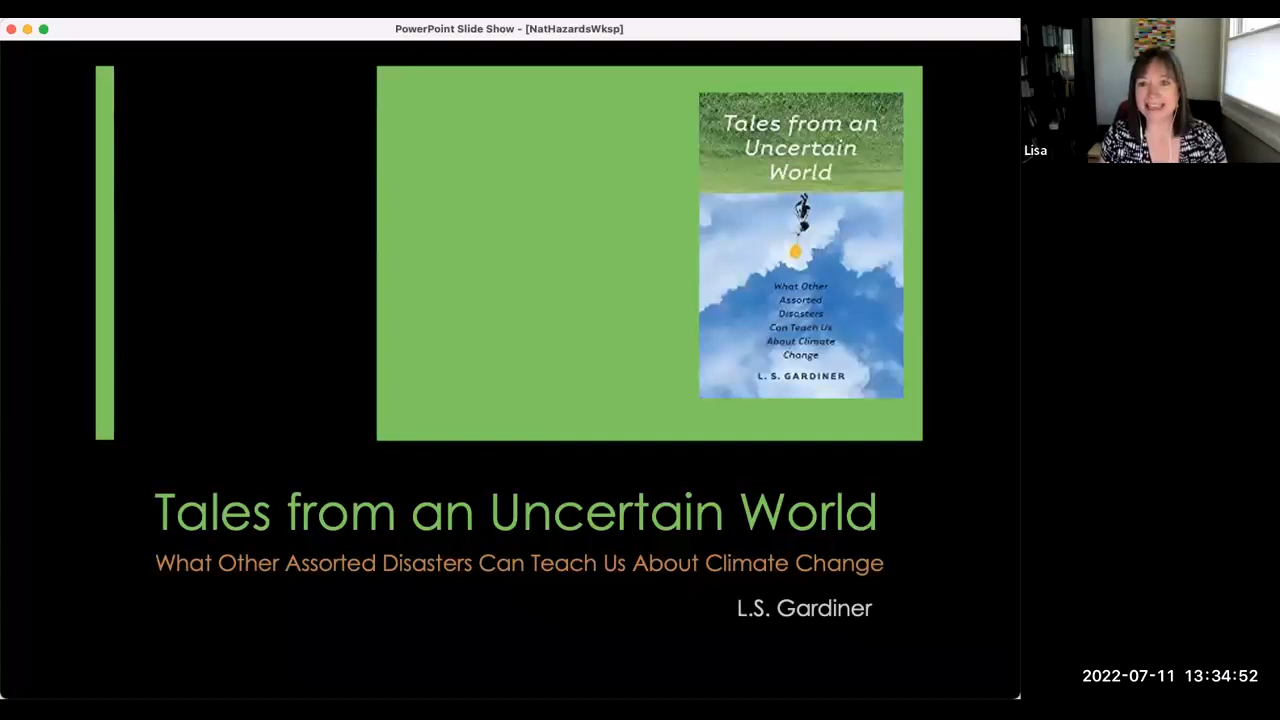 PowerPoint Slide Show - [NatHazardsWksp]
Tales from an
Uncertain
World
What Other
Assorted
Disasters
Can Teach Us
About Climate
Change
L. S. GARDINER
Lisa
Tales from an Uncertain World
What Other Assorted Disasters Can Teach Us About Climate Change
L.S. Gardiner
2022-07-11 13:34:52